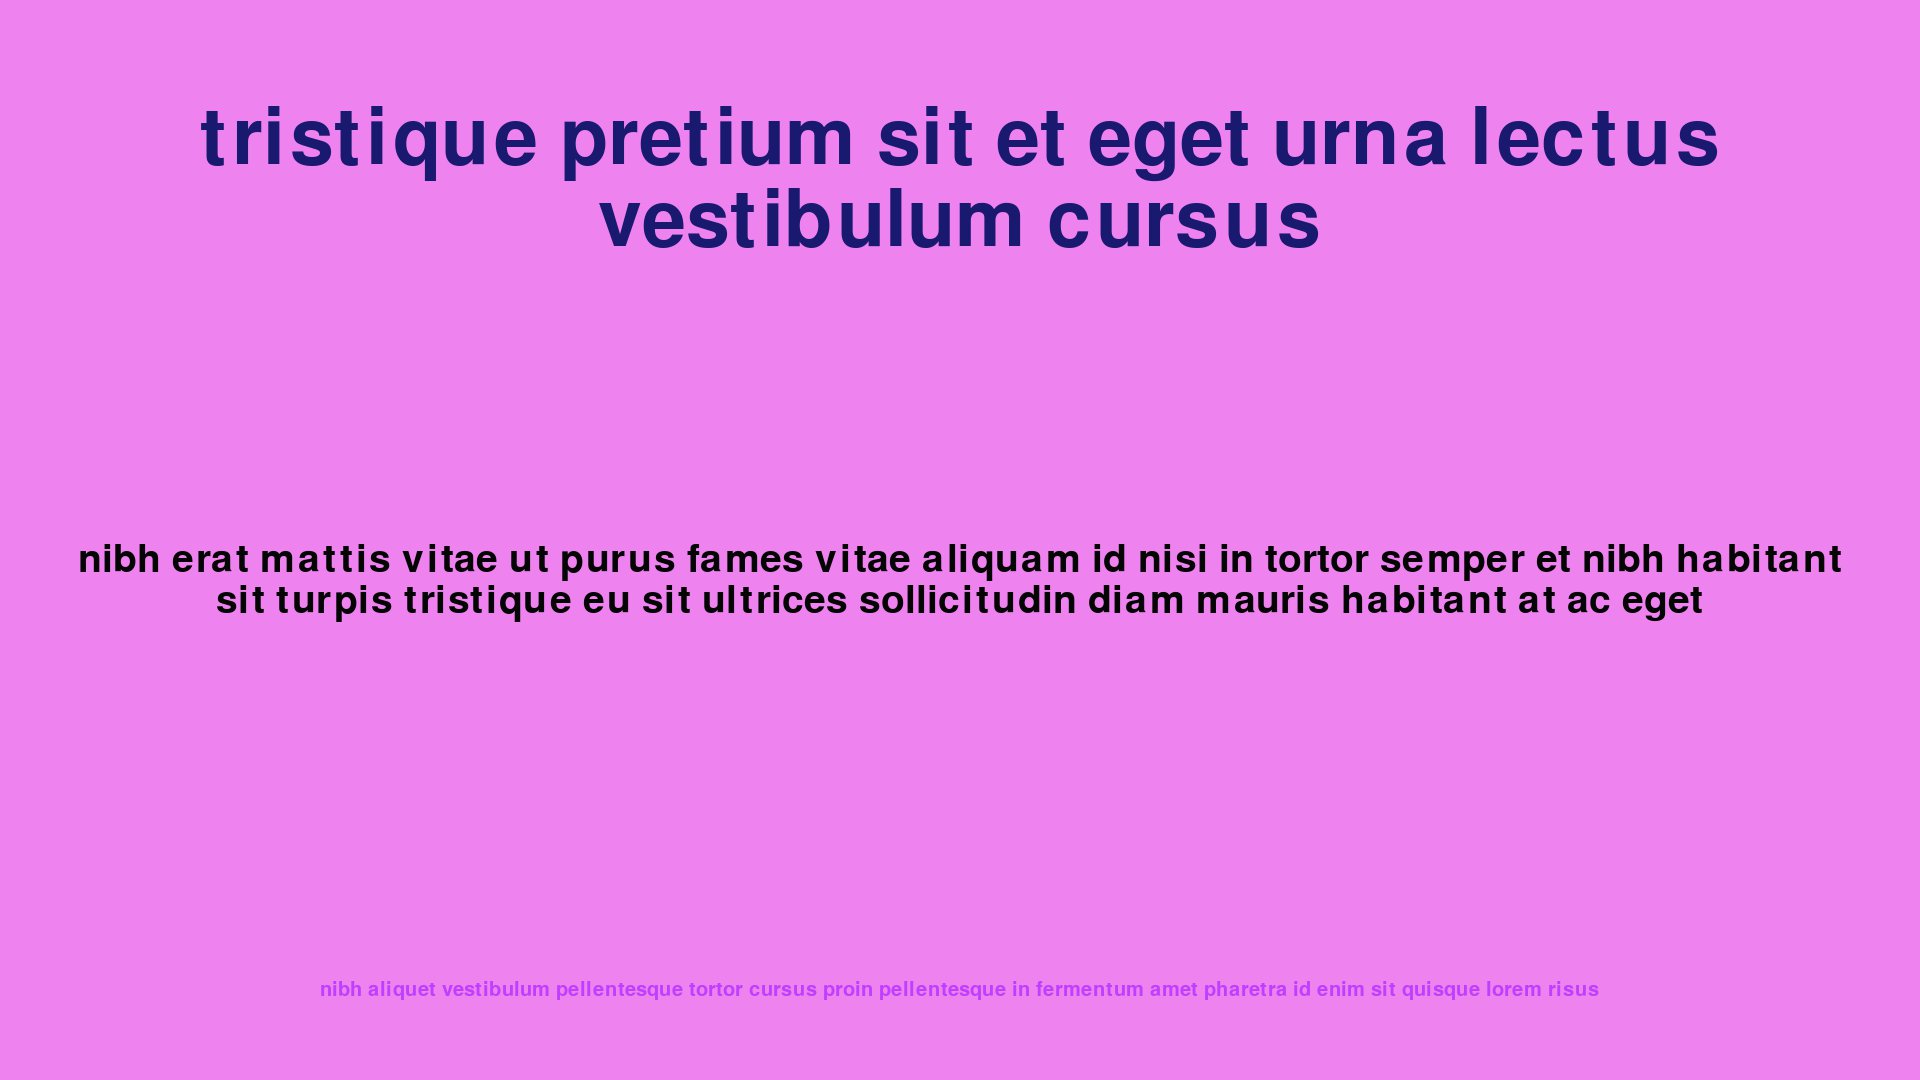 tristique pretium sit et eget urna lectus
vestibulum cursus
nibh erat mattis vitae ut purus fames vitae aliquam id nisi in tortor semper et nibh habitant
sit turpis tristique eu sit ultrices sollicitudin diam mauris habitant at ac eget
nibh aliquet vestibulum pellentesque tortor cursus proin pellentesque in fermentum amet pharetra id enim sit quisque lorem risus